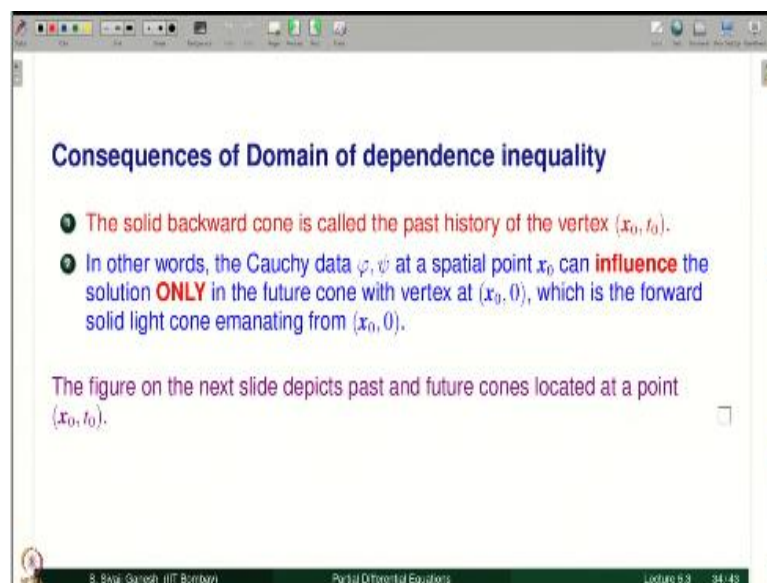 Consequences of Domain of dependence inequality
1 The solid backward cone is called the past history of the vertex (x₀, t₀).
2 In other words, the Cauchy data φ, ψ at a spatial point x₀ can influence the
solution ONLY in the future cone with vertex at (x₀, 0), which is the forward
solid light cone emanating from (x₀, 0).
The figure on the next slide depicts past and future cones located at a point
(x₀, t₀).
Ganesh (IIT Bombay) Partial Differential Equations Lecture 34/43